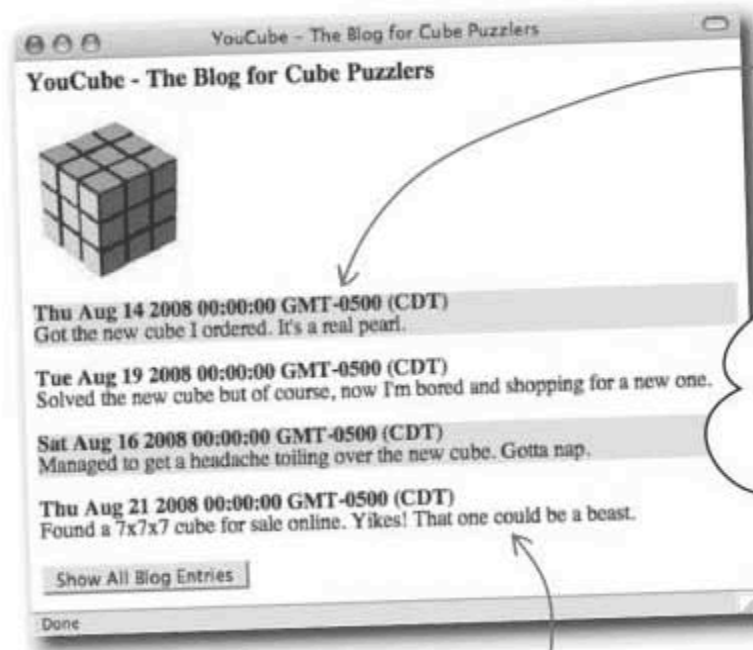 YouCube - The Blog for Cube Puzzlers
YouCube - The Blog for Cube Puzzlers
Thu Aug 14 2008 00:00:00 GMT-0500 (CDT)
Got the new cube I ordered. It's a real pearl.
Tue Aug 19 2008 00:00:00 GMT-0500 (CDT)
Solved the new cube but of course, now I'm bored and shopping for a new one.
Sat Aug 16 2008 00:00:00 GMT-0500 (CDT)
Managed to get a headache toiling over the new cube. Gotta nap.
Thu Aug 21 2008 00:00:00 GMT-0500 (CDT)
Found a 7x7x7 cube for sale online. Yikes! That one could be a beast.
Show All Blog Entries
Done